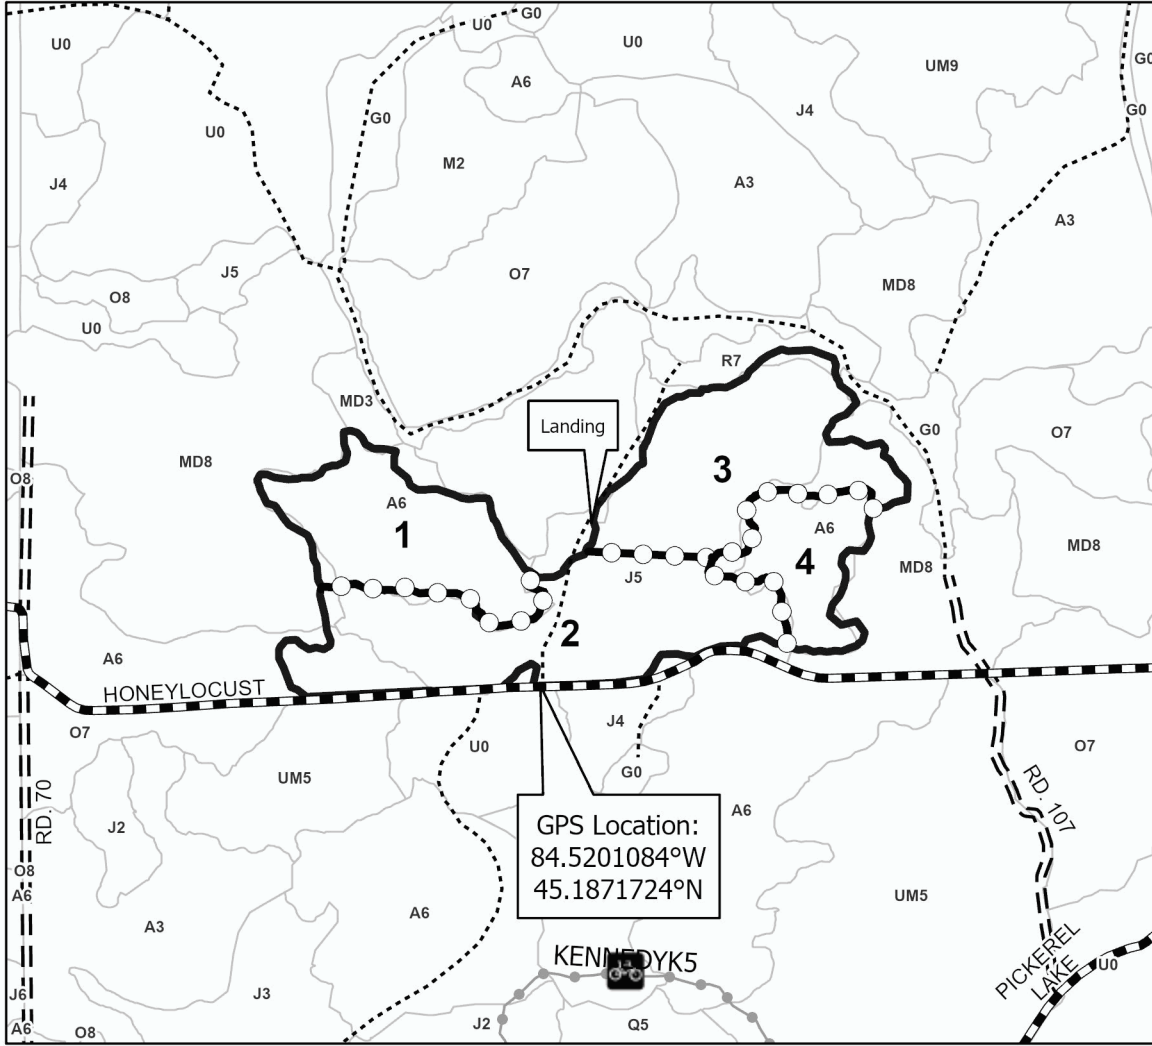 G0
U0
U0
U0
G0
UM9
A6
J4
G0
G0
U0
M2
J4
A3
A3
J5
O7
MD8
O8
U0
R7
MD3
Landing
G0
O7
MD8
3
O8
A6
1
A6
4
MD8
MD8
J5
2
A6
HONEYLOCUST
O7
J4
U0
O7
UM5
G0
RD. 70
J2
A6
RD. 107
GPS Location:
84.5201084°W
45.1871724°N
O8
A6
UM5
A3
A6
KENNEDYK5
PICKEREL
LAKE
U0
J6
J3
A6
O8
J2
Q5